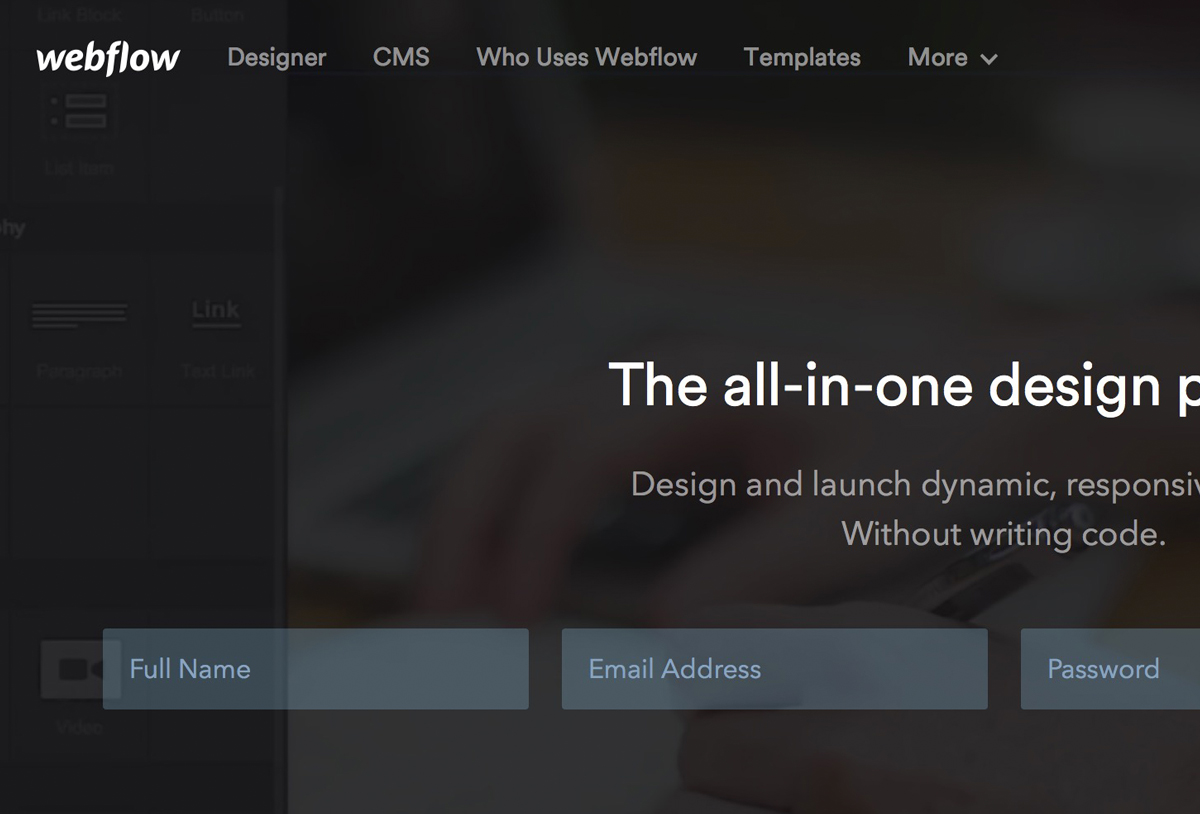 Link Block
Button
webflow
Designer
CMS
Who Uses Webflow
Templates
More
List Item
phy
Link
Paragraph
Text Link
The all-in-one design p
Design and launch dynamic, responsiv
Without writing code.
Full Name
Email Address
Password
Video